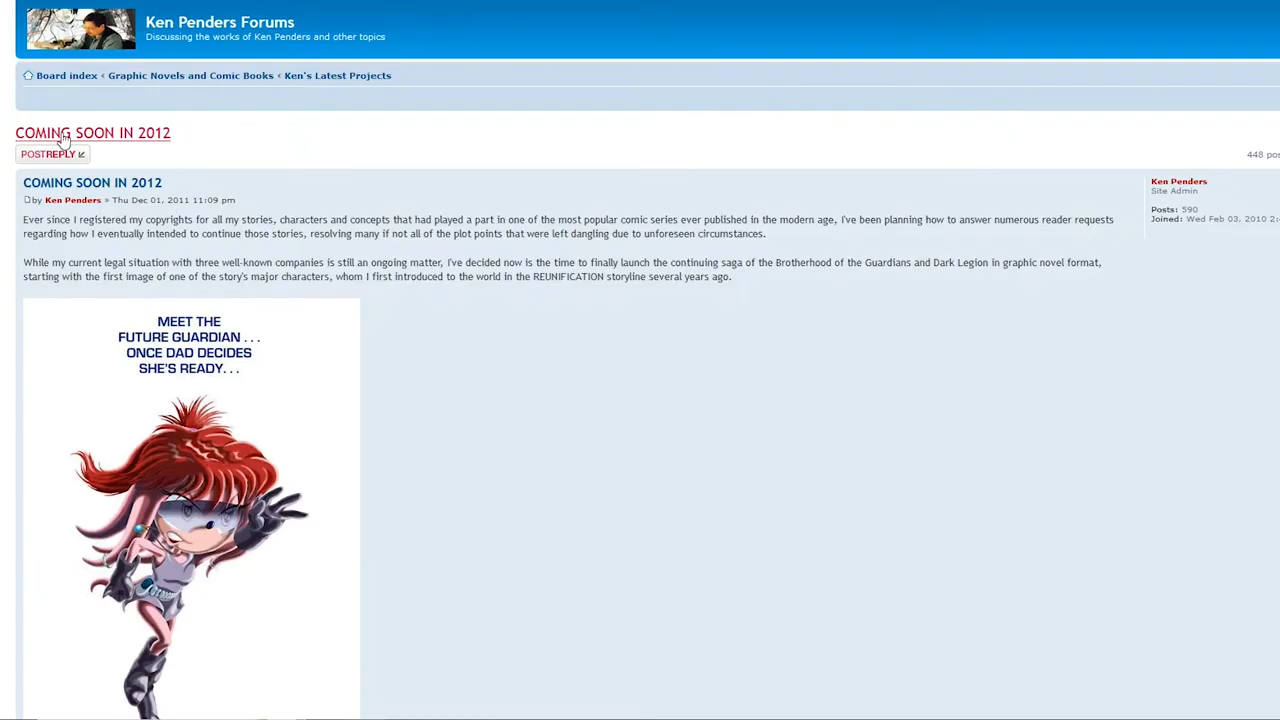 Ken Penders Forums
Discussing the works of Ken Penders and other topics
Board index ‹ Graphic Novels and Comic Books ‹ Ken's Latest Projects
COMING SOON IN 2012
POSTREPLY
448 pos
COMING SOON IN 2012
by Ken Penders » Thu Dec 01, 2011 11:09 pm
Ken Penders
Site Admin
Posts: 590
Joined: Wed Feb 03, 2010 2:
Ever since I registered my copyrights for all my stories, characters and concepts that had played a part in one of the most popular comic series ever published in the modern age, I've been planning how to answer numerous reader requests
regarding how I eventually intended to continue those stories, resolving many if not all of the plot points that were left dangling due to unforeseen circumstances.
While my current legal situation with three well-known companies is still an ongoing matter, I've decided now is the time to finally launch the continuing saga of the Brotherhood of the Guardians and Dark Legion in graphic novel format,
starting with the first image of one of the story's major characters, whom I first introduced to the world in the REUNIFICATION storyline several years ago.
MEET THE
FUTURE GUARDIAN . . .
ONCE DAD DECIDES
SHE'S READY. . .